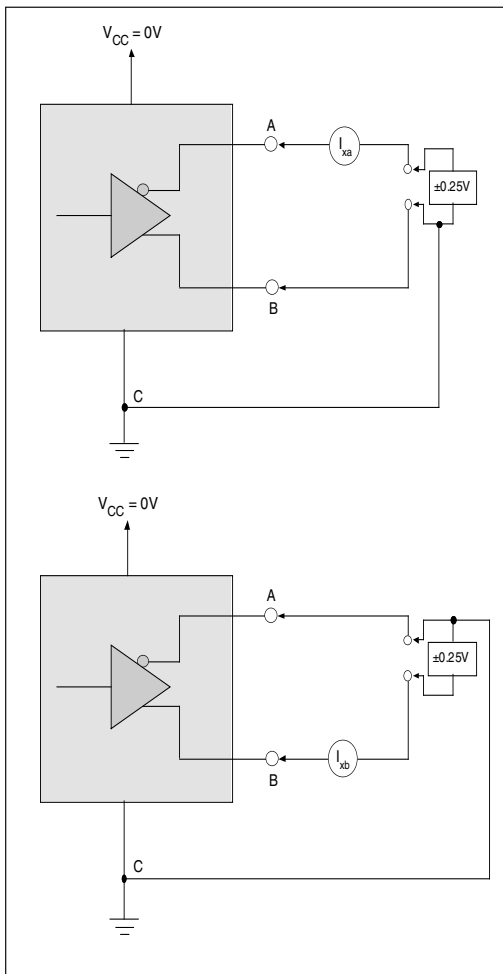 V_CC = 0V
A
I_xa
±0.25V
B
C
V_CC = 0V
A
±0.25V
I_xb
B
C